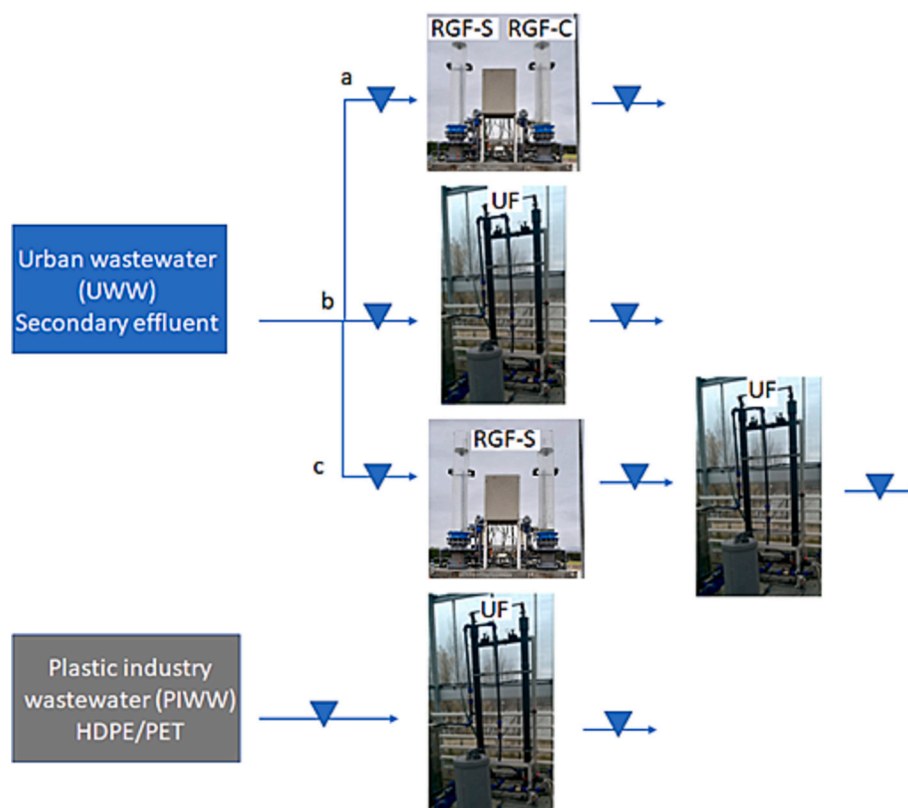 RGF-S RGF-C
a
UF
Urban wastewater
(UWW)
Secondary effluent
b
UF
RGF-S
c
UF
Plastic industry
wastewater (PIWW)
HDPE/PET